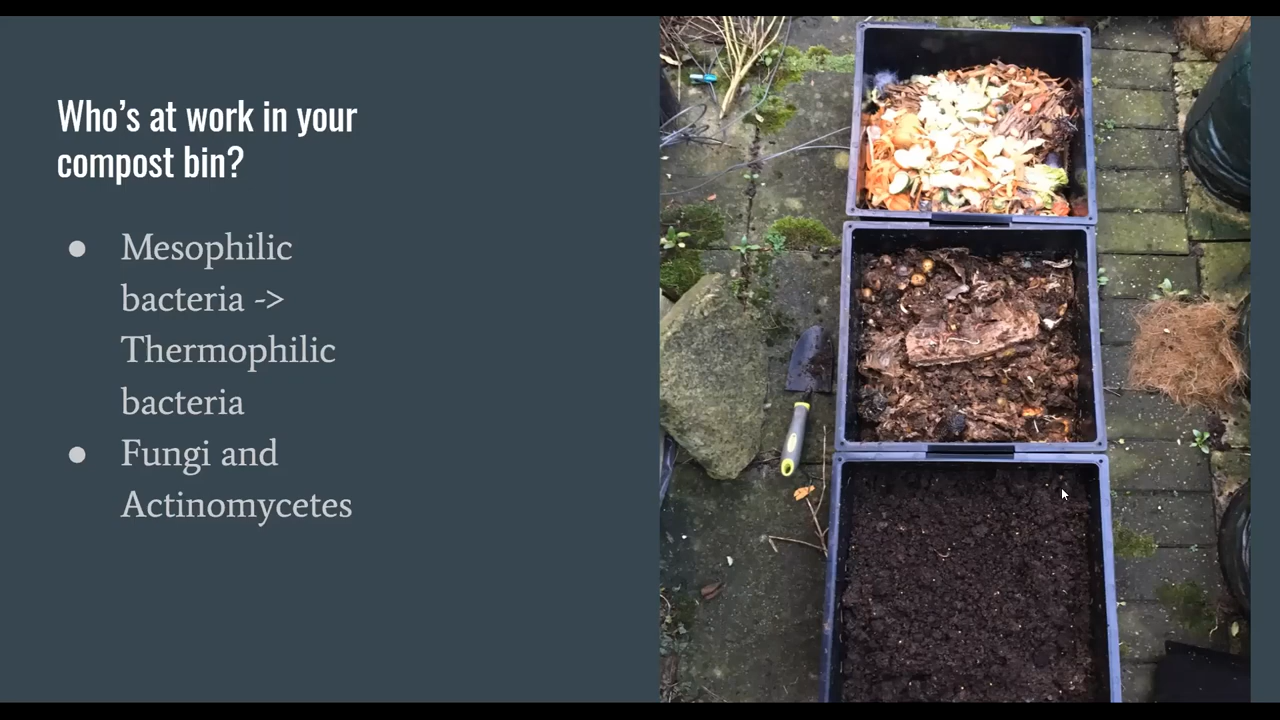 Who’s at work in your
compost bin?
● Mesophilic
bacteria ->
Thermophilic
bacteria
● Fungi and
Actinomycetes